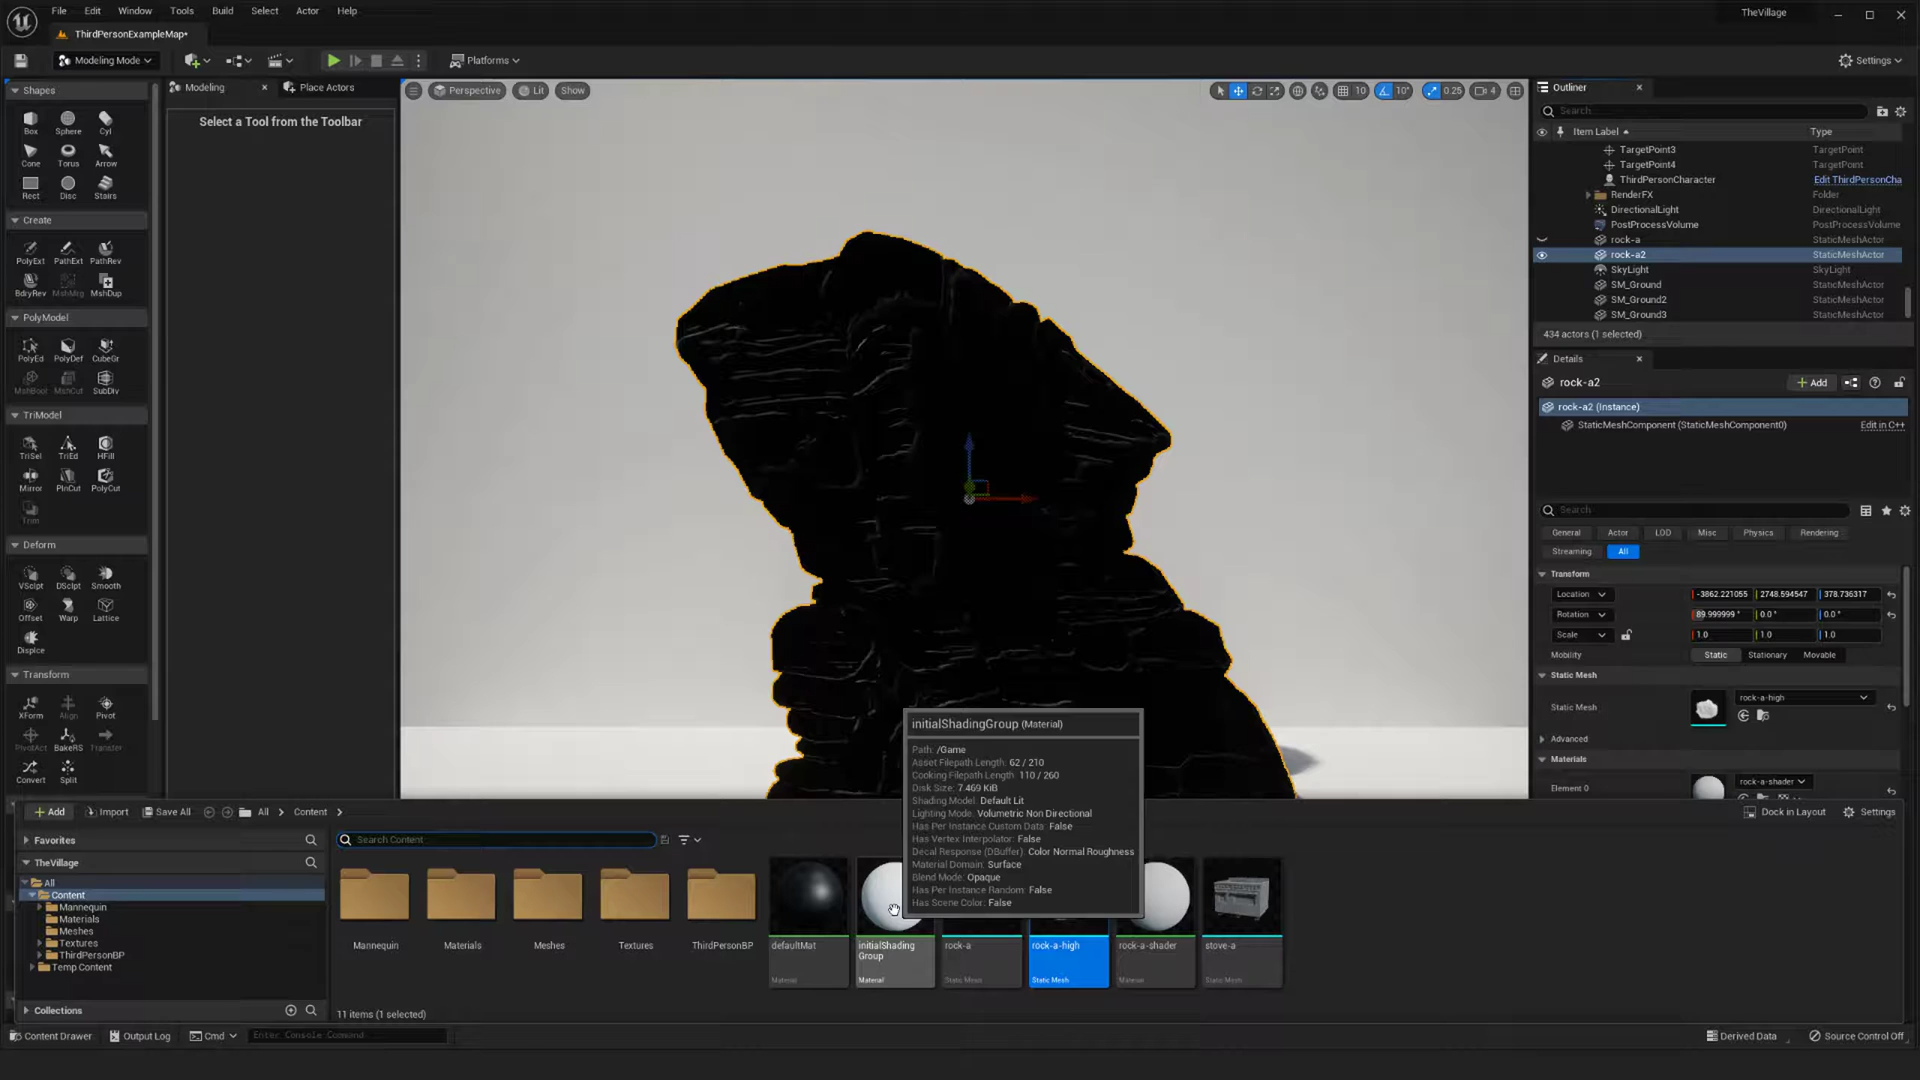 File Edit Window Tools Build Select Actor Help
TheVillage
ThirdPersonExampleMap*
Modeling Mode
Platforms
Settings
Shapes
Box Sphere Cyl
Cone Torus Arrow
Rect Disc Stairs
Create
PolyExt PathExt PathRev
BdryRev MshMrg MshDup
PolyModel
PolyEd PolyDef CubeGr
MshBool MshCut SubDiv
TriModel
TriSel TriEd HFill
Mirror PlnCut PolyCut
Trim
Deform
VSclpt DSclpt Smooth
Offset Warp Lattice
Displce
Transform
XForm Align Pivot
PivotAct BakeRS Transfer
Convert Split
Modeling
Place Actors
Select a Tool from the Toolbar
Perspective Lit Show
10 10° 0.25 4
Outliner
Search...
Item Label Type
TargetPoint3 TargetPoint
TargetPoint4 TargetPoint
ThirdPersonCharacter Edit ThirdPersonCha
RenderFX Folder
DirectionalLight DirectionalLight
PostProcessVolume PostProcessVolume
rock-a StaticMeshActor
rock-a2 StaticMeshActor
SkyLight SkyLight
SM_Ground StaticMeshActor
SM_Ground2 StaticMeshActor
SM_Ground3 StaticMeshActor
434 actors (1 selected)
Details
rock-a2
Add
rock-a2 (Instance)
StaticMeshComponent (StaticMeshComponent0) Edit in C++
Search
General Actor LOD Misc Physics Rendering
Streaming All
Transform
Location -3862.221055 2748.594547 378.736317
Rotation 89.999999 ° 0.0 ° 0.0 °
Scale 1.0 1.0 1.0
Mobility Static Stationary Movable
Static Mesh
Static Mesh rock-a-high
Advanced
Materials
Element 0 rock-a-shader
initialShadingGroup (Material)
Path: /Game
Asset Filepath Length: 62 / 210
Cooking Filepath Length: 110 / 260
Disk Size: 7.469 KiB
Shading Model: Default Lit
Lighting Mode: Volumetric Non Directional
Has Per Instance Custom Data: False
Has Vertex Interpolator: False
Decal Response (DBuffer): Color Normal Roughness
Material Domain: Surface
Blend Mode: Opaque
Has Per Instance Random: False
Has Scene Color: False
Add Import Save All All Content
Dock in Layout Settings
Favorites
Search Content
TheVillage
All
Content
Mannequin
Materials
Meshes
Textures
ThirdPersonBP
Temp Content
Collections
Mannequin Materials Meshes Textures ThirdPersonBP
defaultMat
Material
initialShading
Group
Material
rock-a
Static Mesh
rock-a-high
Static Mesh
rock-a-shader
Material
stove-a
Static Mesh
11 items (1 selected)
Content Drawer Output Log Cmd Enter Console Command
Derived Data Source Control Off